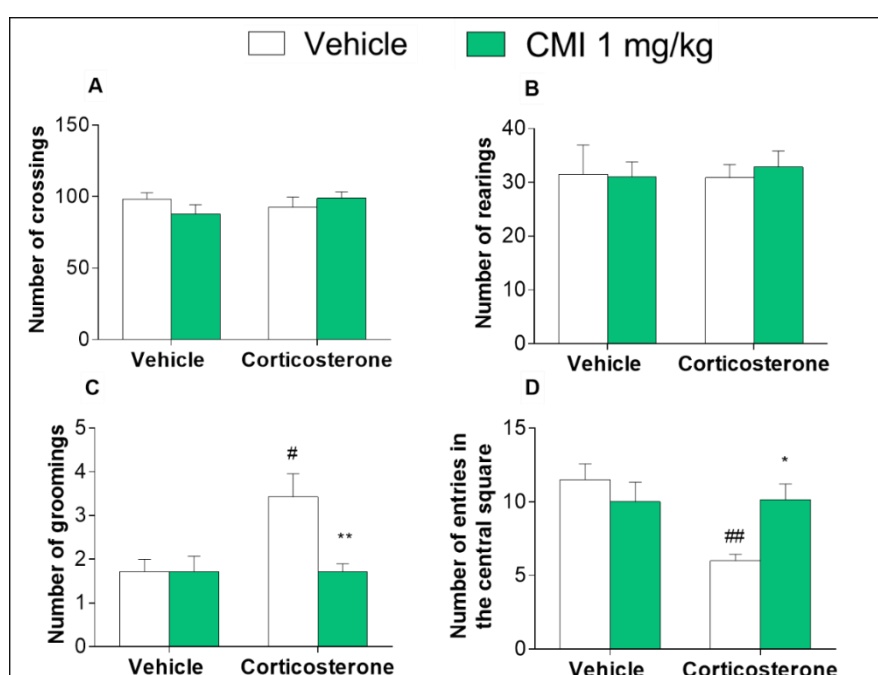 Vehicle CMI 1 mg/kg
A
Number of crossings
150
100
50
0
Vehicle Corticosterone
B
Number of rearings
40
30
20
10
0
Vehicle Corticosterone
C
Number of groomings
5
4
3
2
1
0
#
**
Vehicle Corticosterone
D
Number of entries in
the central square
15
10
5
0
##
*
Vehicle Corticosterone